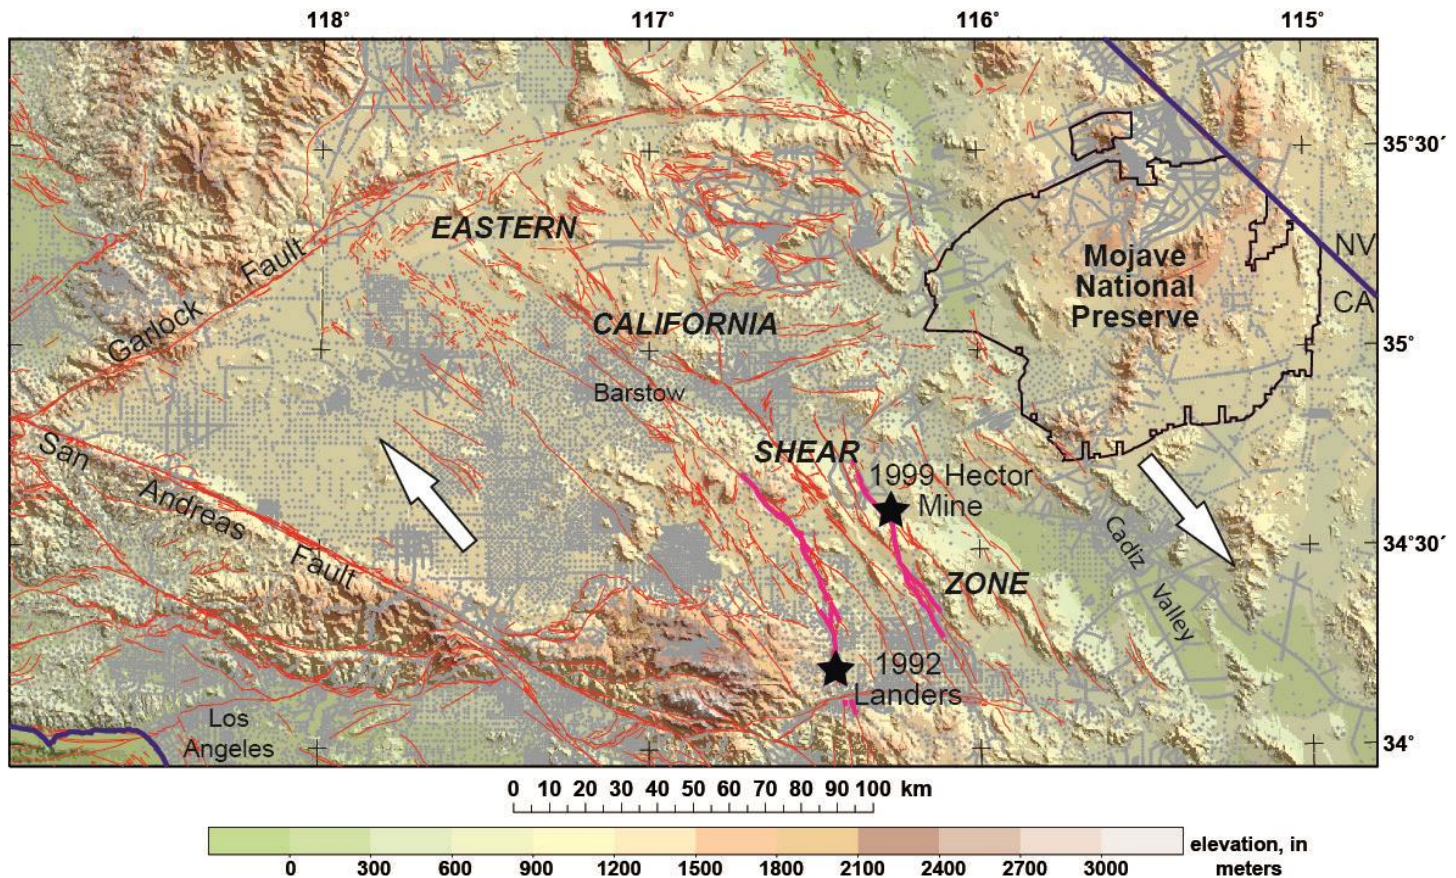 118°
117°
116°
115°
35°30´
35°
34°30´
34°
EASTERN
CALIFORNIA
SHEAR
ZONE
Garlock
Fault
San
Andreas
Fault
Barstow
Los
Angeles
1999 Hector
Mine
1992
Landers
Mojave
National
Preserve
NV
CA
Cadiz
Valley
0 10 20 30 40 50 60 70 80 90 100 km
elevation, in
meters
0 300 600 900 1200 1500 1800 2100 2400 2700 3000